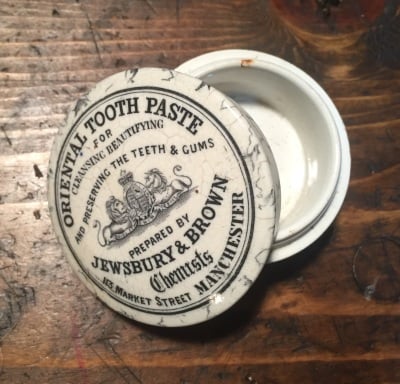 ORIENTAL TOOTH PASTE
FOR
CLEANSING BEAUTIFYING
AND PRESERVING THE TEETH & GUMS
PREPARED BY
JEWSBURY & BROWN
Chemists
113, MARKET STREET
MANCHESTER